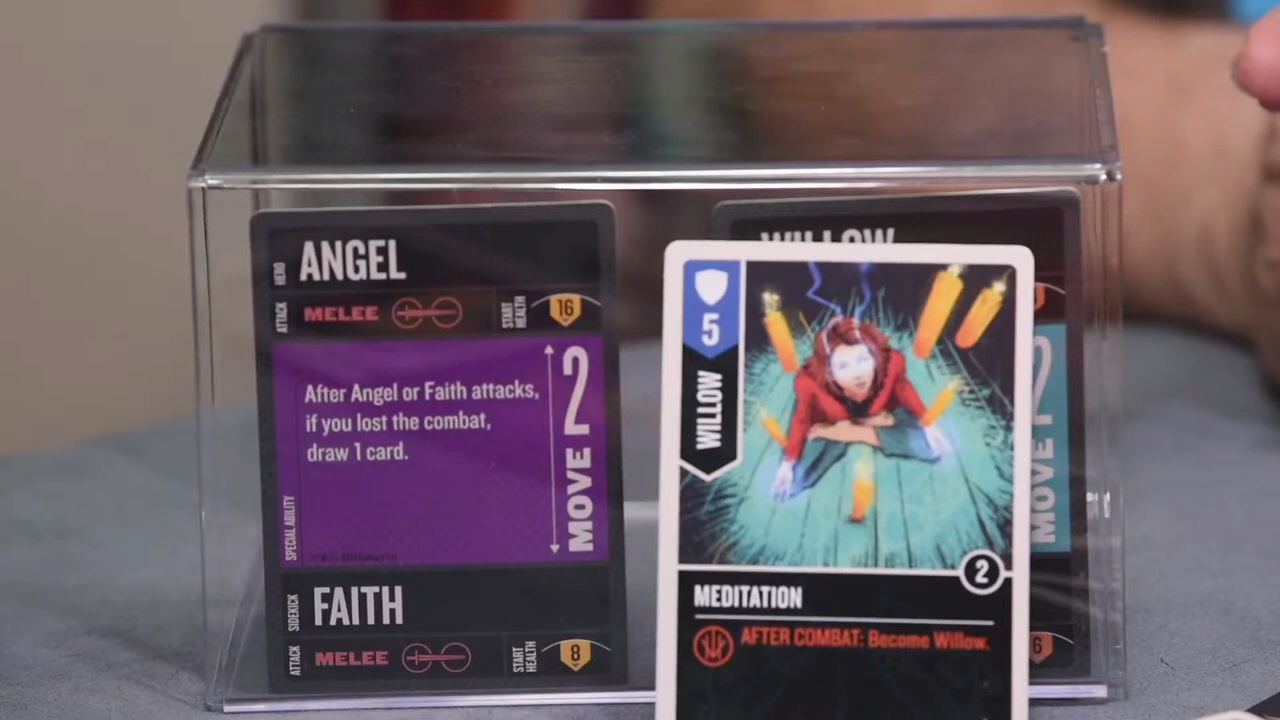 HERO
ANGEL
ATTACK
MELEE
START
HEALTH
16
After Angel or Faith attacks,
if you lost the combat,
draw 1 card.
MOVE 2
SPECIAL ABILITY
SIDEKICK
FAITH
ATTACK
MELEE
START
HEALTH
8
WILLOW
MOVE 2
6
5
WILLOW
2
MEDITATION
AFTER COMBAT: Become Willow.